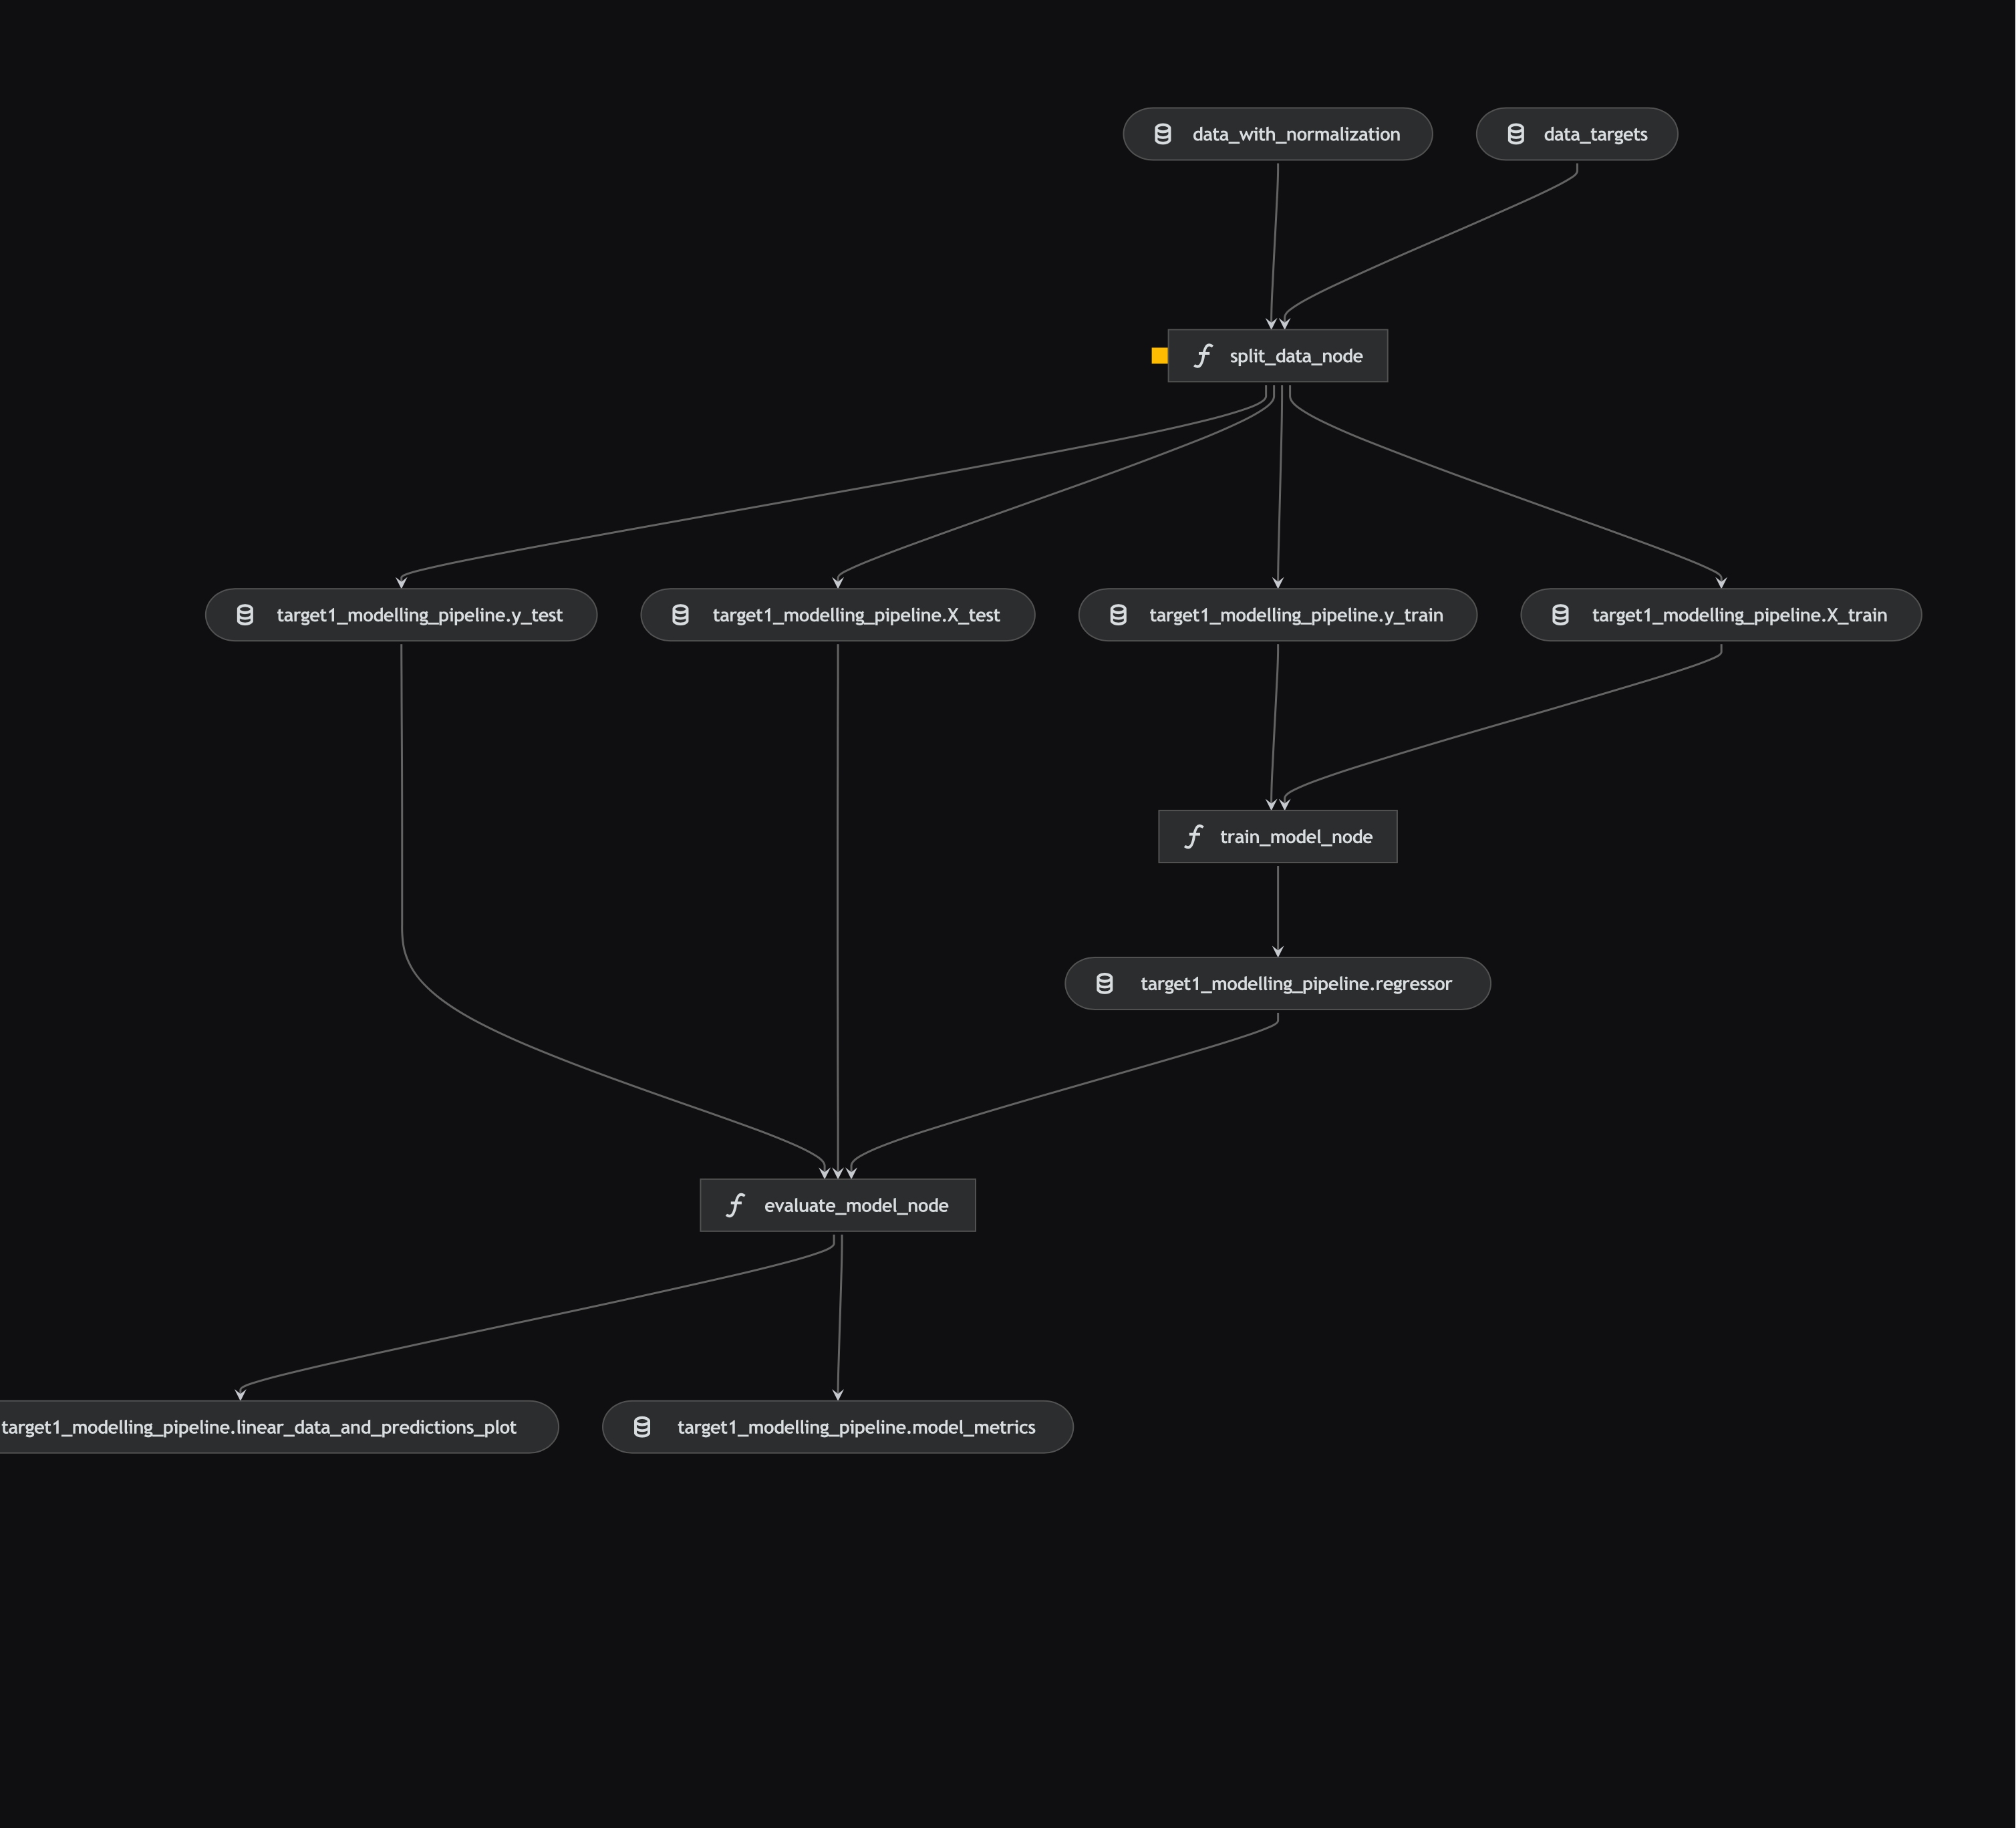 data_with_normalization
data_targets
split_data_node
target1_modelling_pipeline.y_test
target1_modelling_pipeline.X_test
target1_modelling_pipeline.y_train
target1_modelling_pipeline.X_train
train_model_node
target1_modelling_pipeline.regressor
evaluate_model_node
target1_modelling_pipeline.linear_data_and_predictions_plot
target1_modelling_pipeline.model_metrics